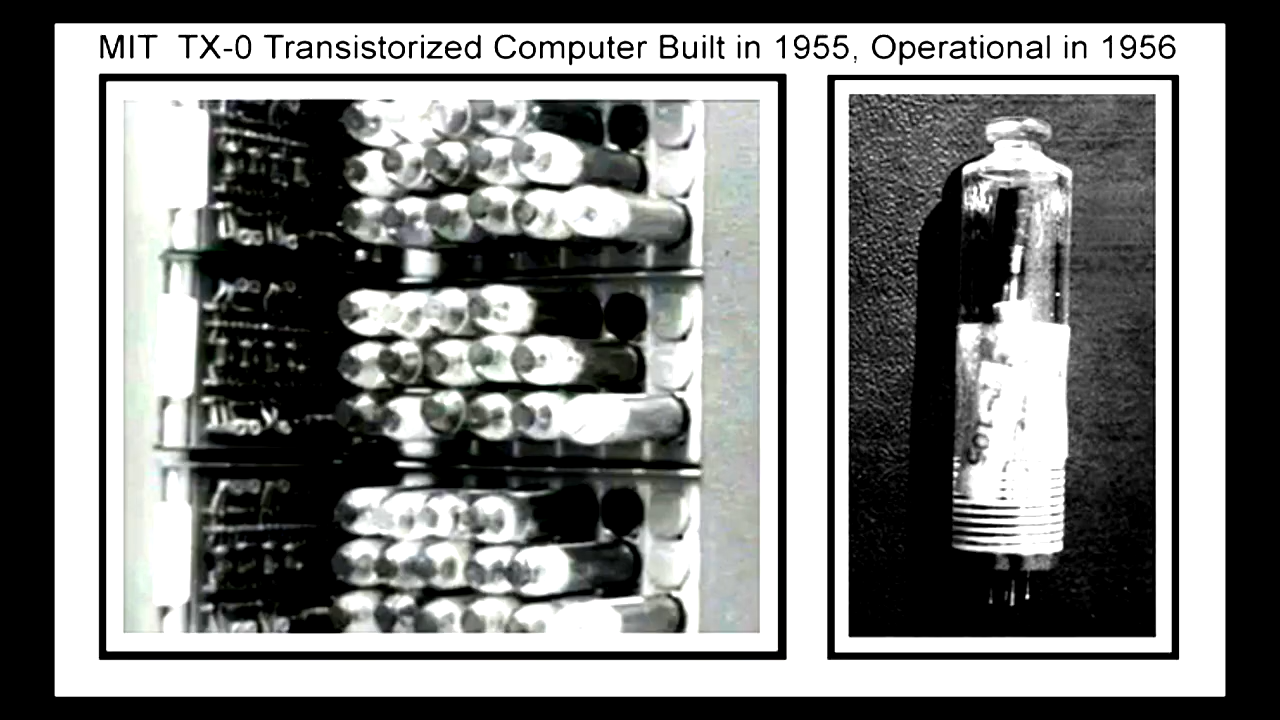 MIT  TX-0 Transistorized Computer Built in 1955, Operational in 1956